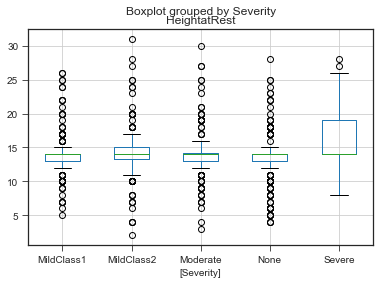 Boxplot grouped by Severity
HeightatRest
30
25
20
15
10
5
MildClass1 MildClass2 Moderate None Severe
[Severity]